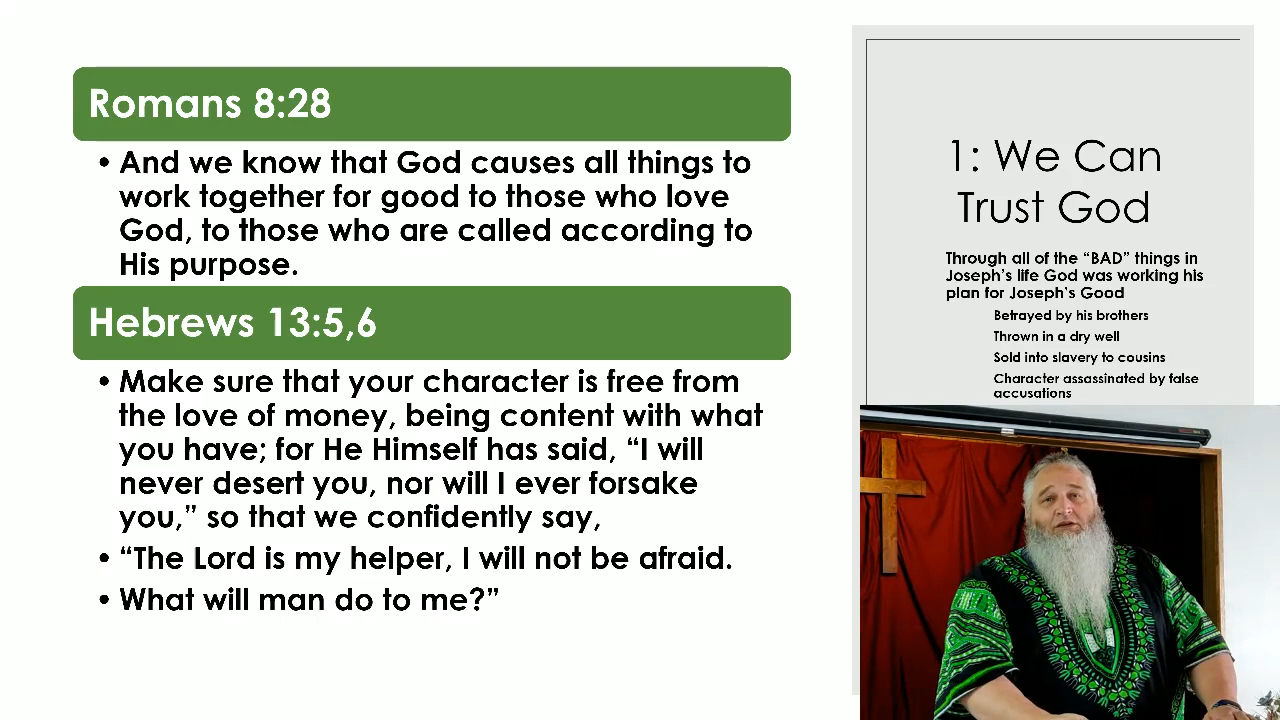 Romans 8:28
• And we know that God causes all things to
work together for good to those who love
God, to those who are called according to
His purpose.
Hebrews 13:5,6
• Make sure that your character is free from
the love of money, being content with what
you have; for He Himself has said, “I will
never desert you, nor will I ever forsake
you,” so that we confidently say,
• “The Lord is my helper, I will not be afraid.
• What will man do to me?”
1: We Can
Trust God
Through all of the “BAD” things in
Joseph’s life God was working his
plan for Joseph’s Good
Betrayed by his brothers
Thrown in a dry well
Sold into slavery to cousins
Character assassinated by false
accusations